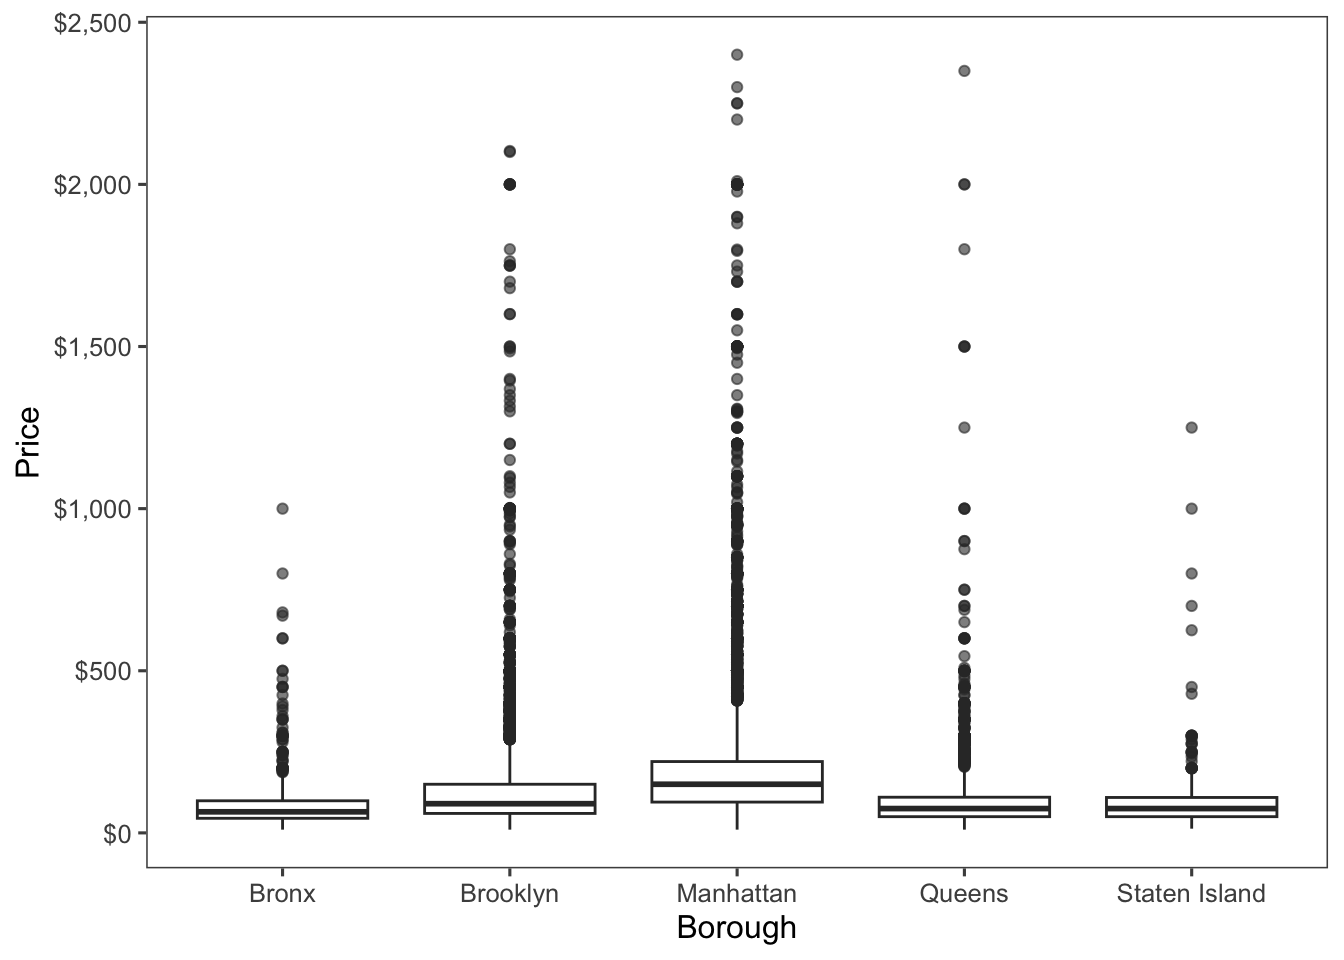 $2,500
$2,000
$1,500
$1,000
$500
$0
Price
Bronx Brooklyn Manhattan Queens Staten Island
Borough